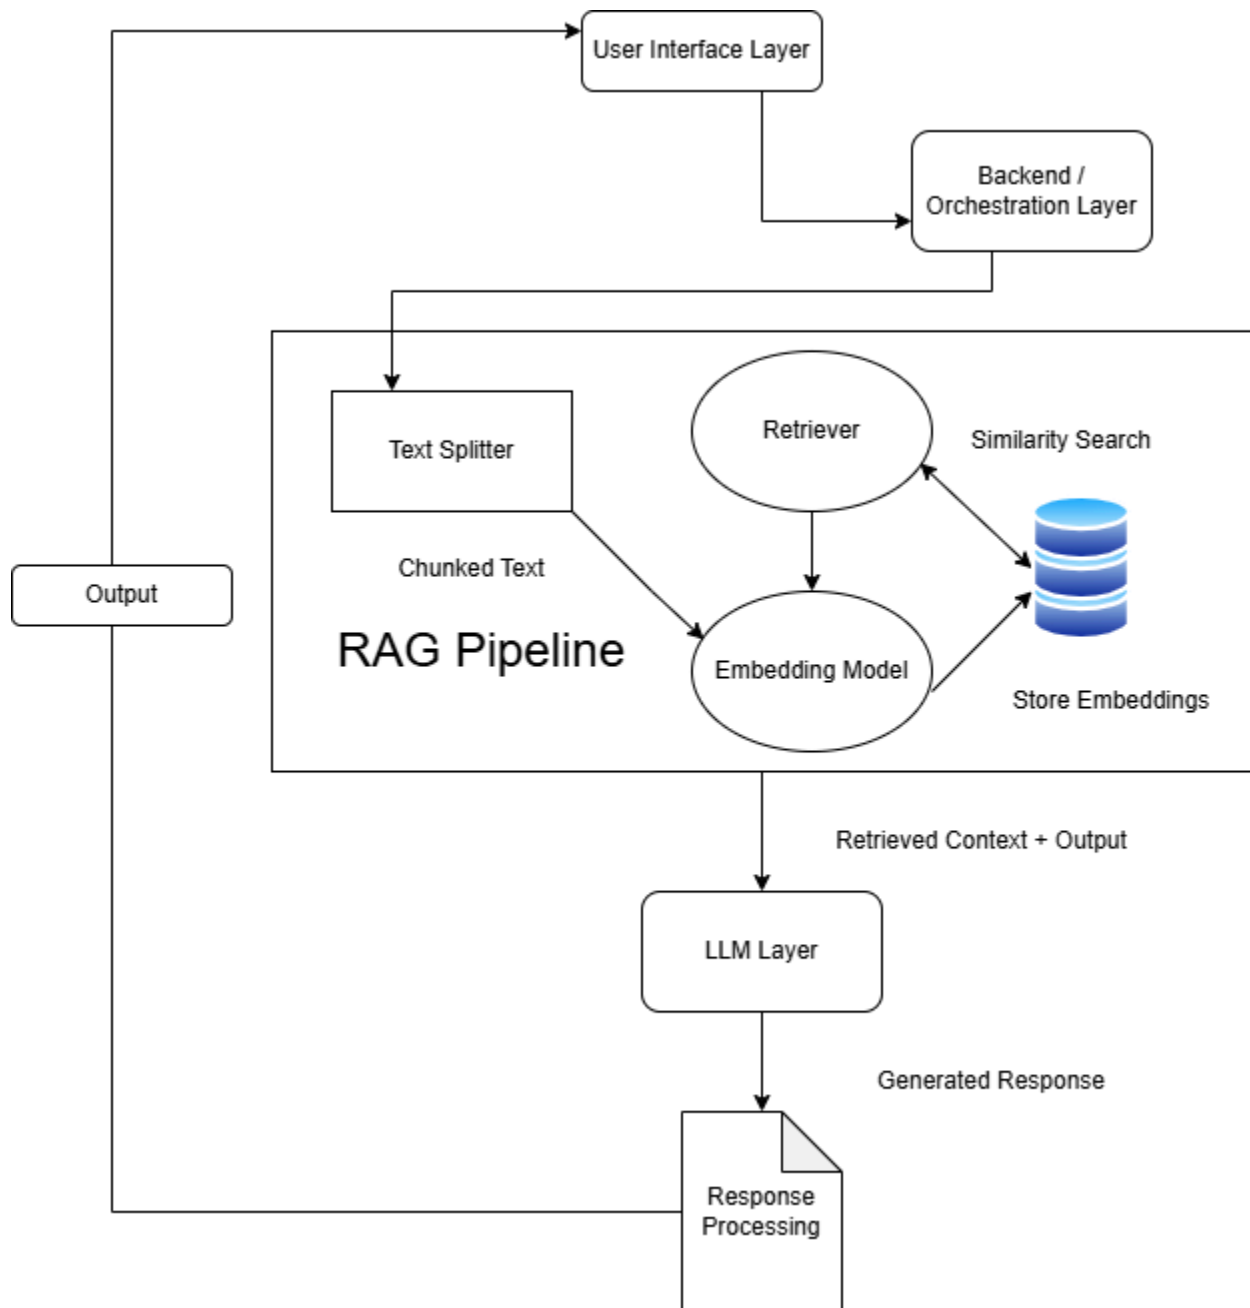 User Interface Layer
Backend /
Orchestration Layer
Text Splitter
Retriever
Similarity Search
Chunked Text
Output
RAG Pipeline
Embedding Model
Store Embeddings
Retrieved Context + Output
LLM Layer
Generated Response
Response
Processing